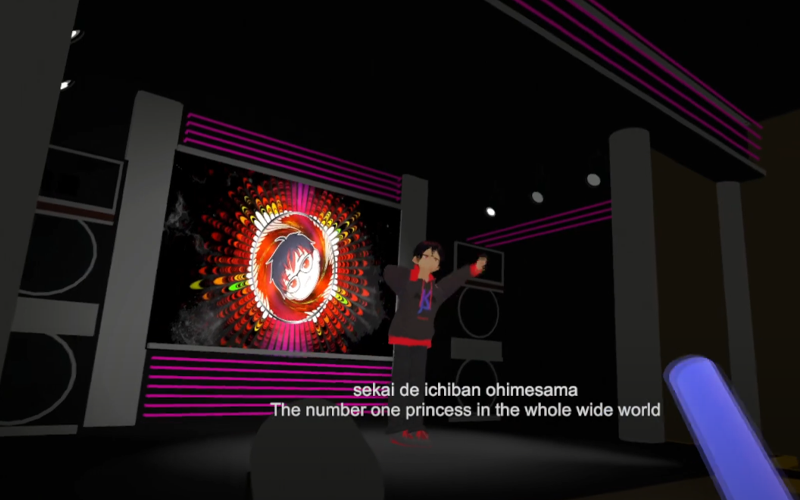 sekai de ichiban ohimesama
The number one princess in the whole wide world